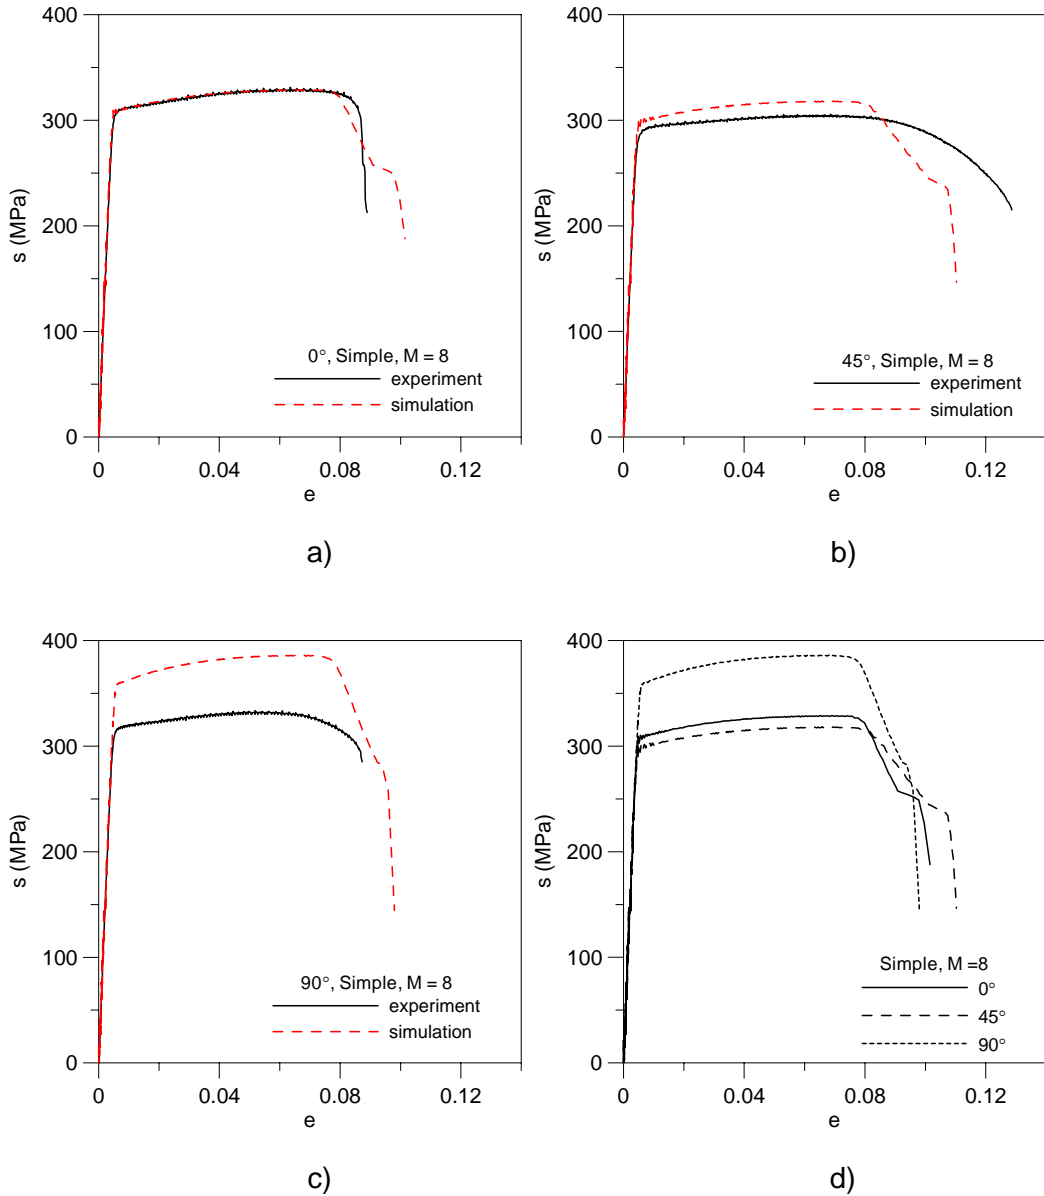 400
300
200
100
0
s (MPa)
0°, Simple, M = 8
experiment
simulation
0 0.04 0.08 0.12
e
a)
400
300
200
100
0
s (MPa)
45°, Simple, M = 8
experiment
simulation
0 0.04 0.08 0.12
e
b)
400
300
200
100
0
s (MPa)
90°, Simple, M = 8
experiment
simulation
0 0.04 0.08 0.12
e
c)
400
300
200
100
0
s (MPa)
Simple, M =8
0°
45°
90°
0 0.04 0.08 0.12
e
d)